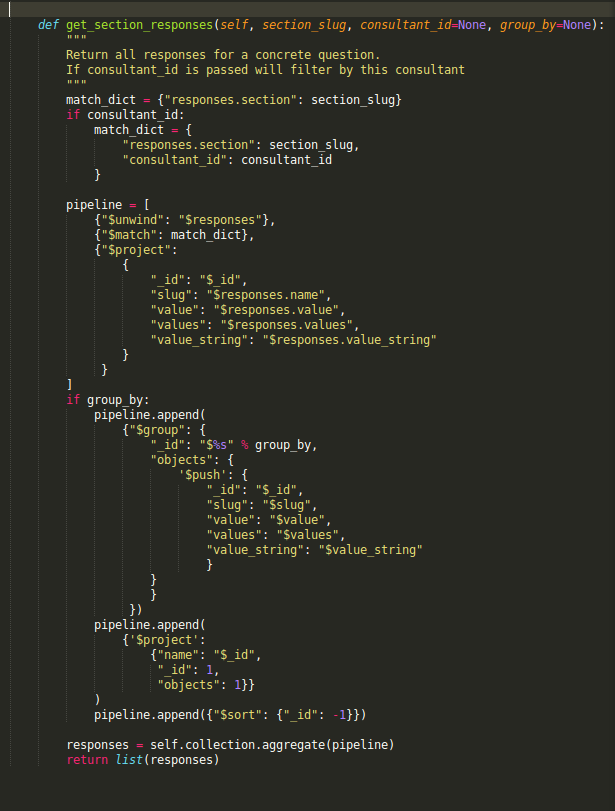 def get_section_responses(self, section_slug, consultant_id=None, group_by=None):
"""
Return all responses for a concrete question.
If consultant_id is passed will filter by this consultant
"""
match_dict = {"responses.section": section_slug}
if consultant_id:
match_dict = {
"responses.section": section_slug,
"consultant_id": consultant_id
}
pipeline = [
{"$unwind": "$responses"},
{"$match": match_dict},
{"$project":
{
"_id": "$_id",
"slug": "$responses.name",
"value": "$responses.value",
"values": "$responses.values",
"value_string": "$responses.value_string"
}
}
]
if group_by:
pipeline.append(
{"$group": {
"_id": "$%s" % group_by,
"objects": {
'$push': {
"_id": "$_id",
"slug": "$slug",
"value": "$value",
"values": "$values",
"value_string": "$value_string"
}
}
}
})
pipeline.append(
{'$project':
{"name": "$_id",
"_id": 1,
"objects": 1}}
)
pipeline.append({"$sort": {"_id": -1}})
responses = self.collection.aggregate(pipeline)
return list(responses)